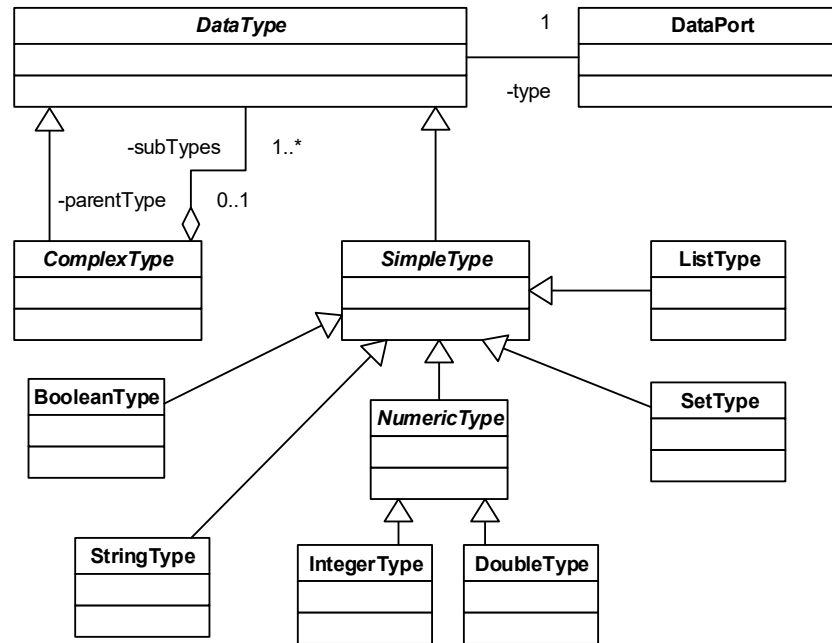 DataType
1
DataPort
-type
-subTypes
1..*
-parentType
0..1
ComplexType
SimpleType
ListType
BooleanType
NumericType
SetType
StringType
IntegerType
DoubleType